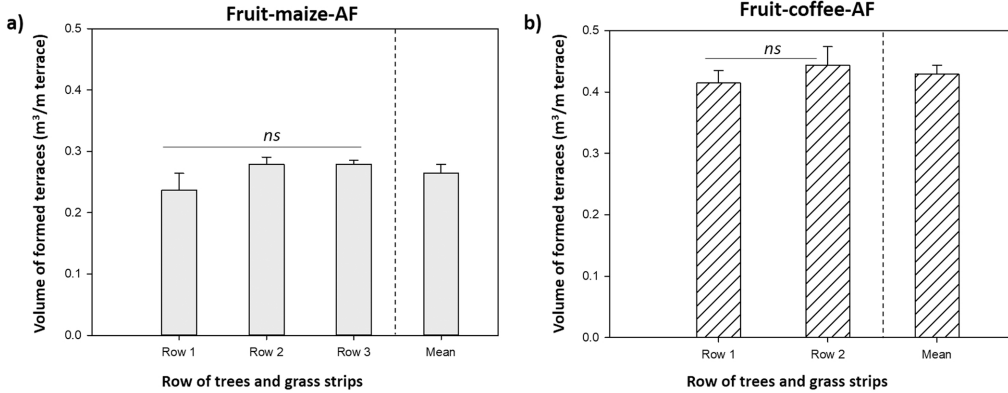 a)
Fruit-maize-AF
Volume of formed terraces (m³/m terrace)
0.5
0.4
0.3
0.2
0.1
0.0
ns
Row 1 Row 2 Row 3 Mean
Row of trees and grass strips
b)
Fruit-coffee-AF
Volume of formed terraces (m³/m terrace)
0.5
0.4
0.3
0.2
0.1
0.0
ns
Row 1 Row 2 Mean
Row of trees and grass strips